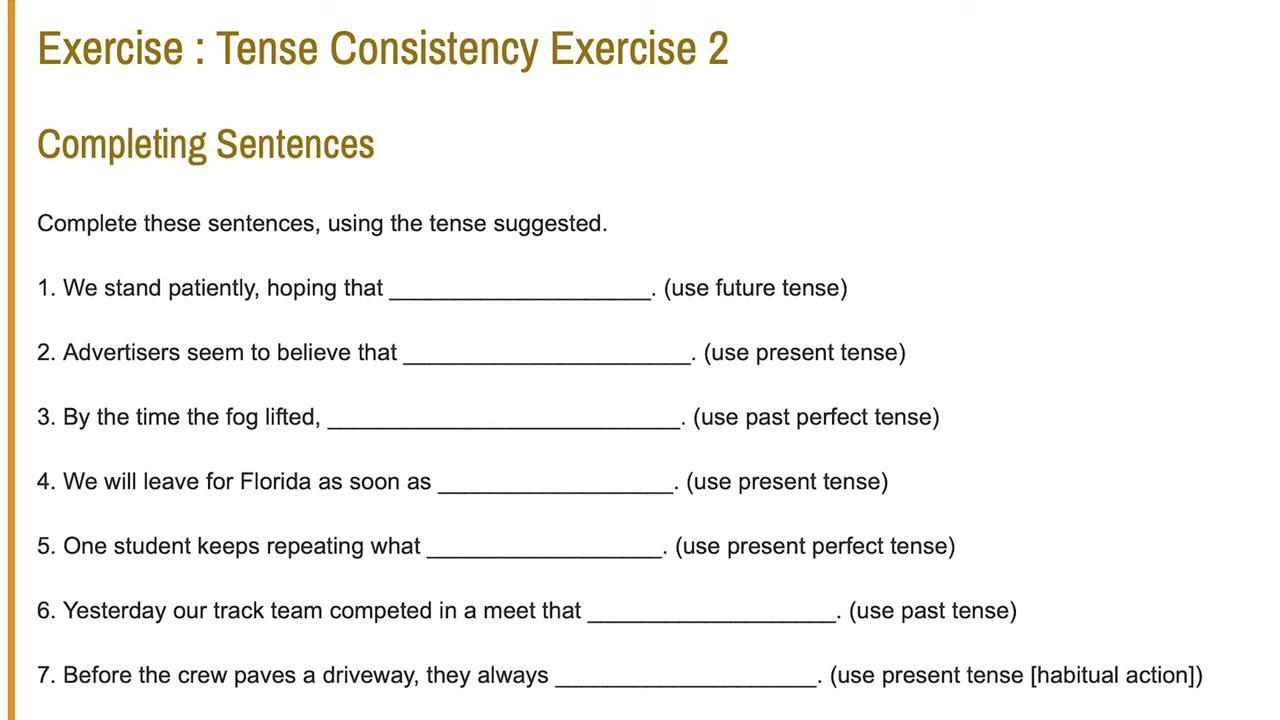 Exercise : Tense Consistency Exercise 2
Completing Sentences
Complete these sentences, using the tense suggested.
1. We stand patiently, hoping that ____________________. (use future tense)
2. Advertisers seem to believe that ______________________. (use present tense)
3. By the time the fog lifted, ___________________________. (use past perfect tense)
4. We will leave for Florida as soon as __________________. (use present tense)
5. One student keeps repeating what __________________. (use present perfect tense)
6. Yesterday our track team competed in a meet that ___________________. (use past tense)
7. Before the crew paves a driveway, they always ____________________. (use present tense [habitual action])